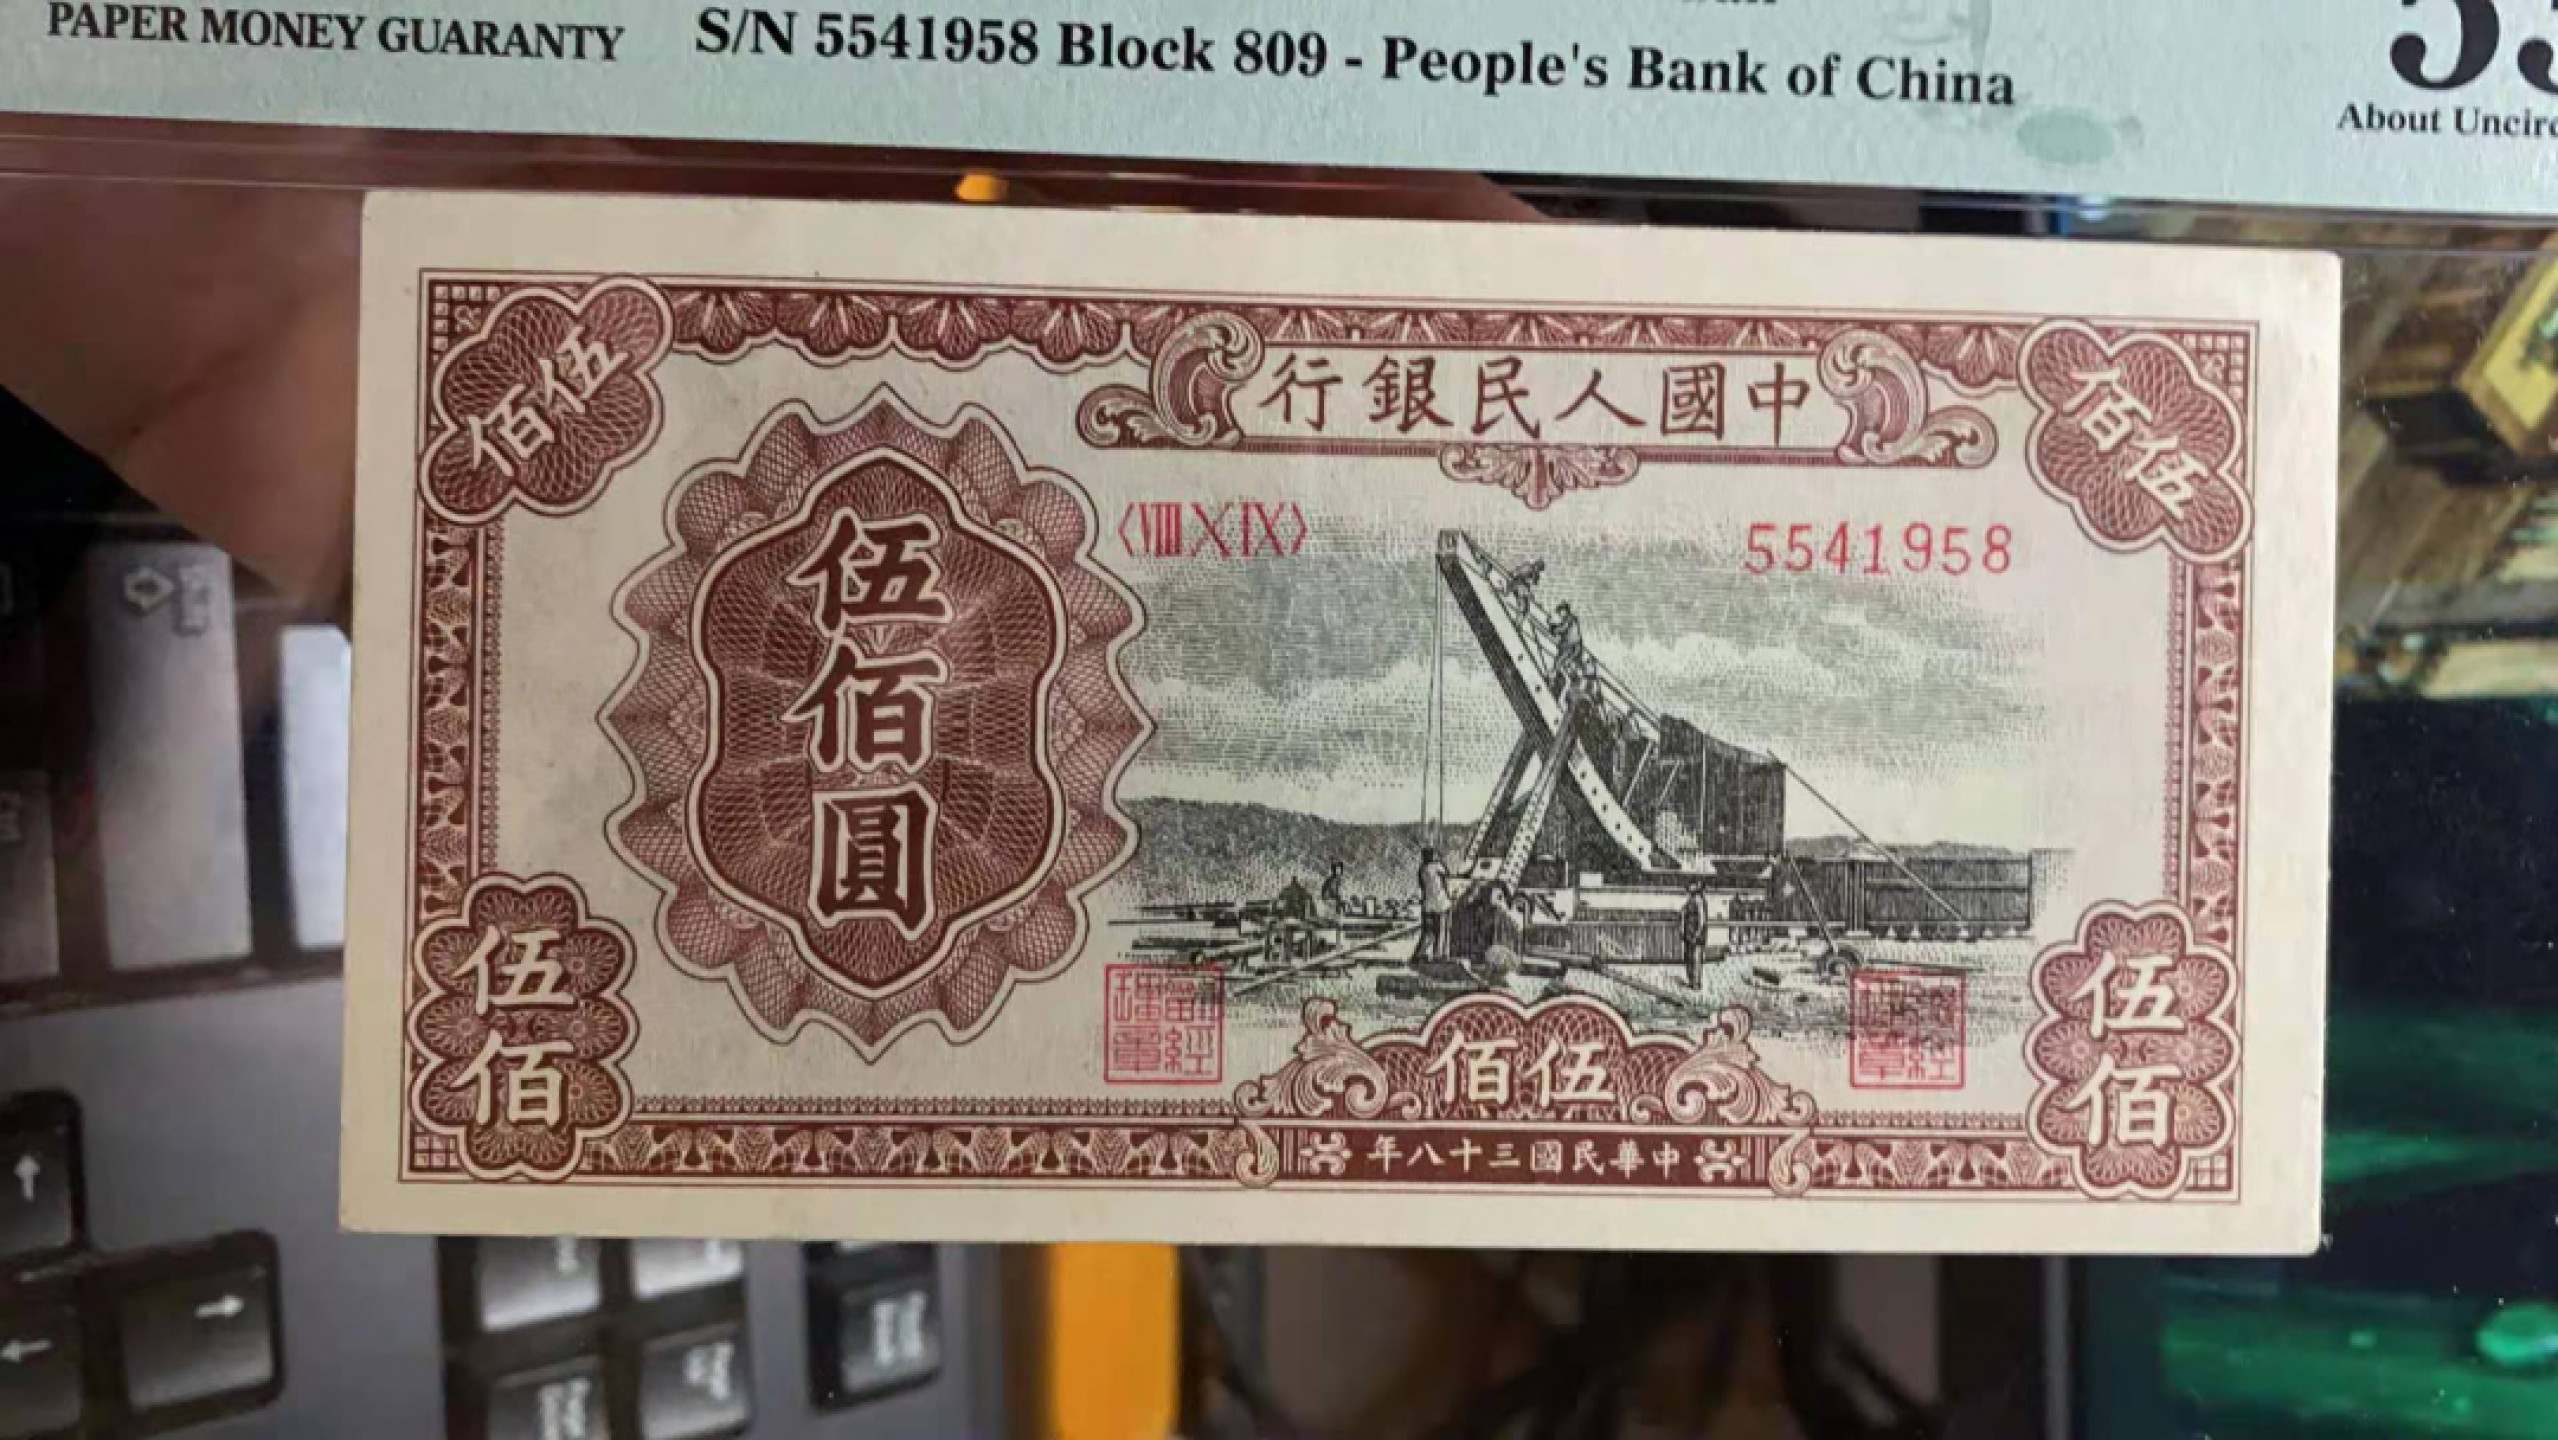 PAPER MONEY GUARANTY
S/N 5541958 Block 809 - People's Bank of China
About
伍佰
中國人民銀行
伍佰
〈VIII X IX〉
5541958
伍佰圓
伍佰
伍佰
伍佰
中華民國三十八年